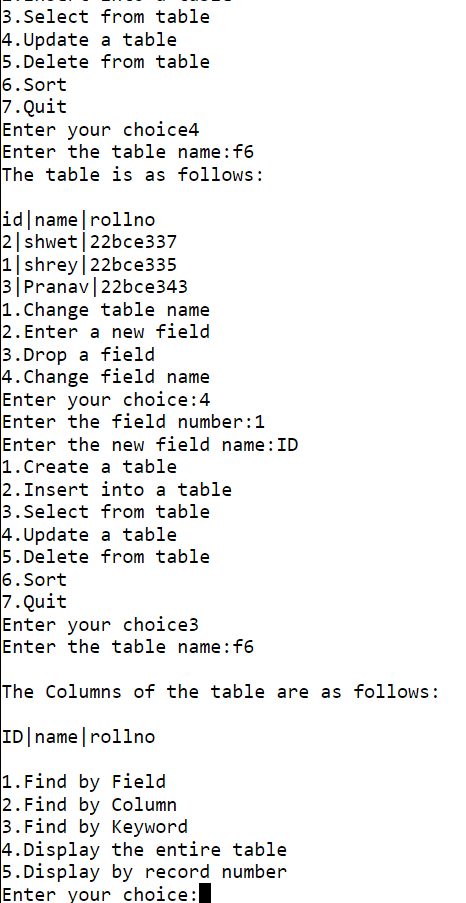 2.Insert into a table
3.Select from table
4.Update a table
5.Delete from table
6.Sort
7.Quit
Enter your choice4
Enter the table name:f6
The table is as follows:
id|name|rollno
2|shwet|22bce337
1|shrey|22bce335
3|Pranav|22bce343
1.Change table name
2.Enter a new field
3.Drop a field
4.Change field name
Enter your choice:4
Enter the field number:1
Enter the new field name:ID
1.Create a table
2.Insert into a table
3.Select from table
4.Update a table
5.Delete from table
6.Sort
7.Quit
Enter your choice3
Enter the table name:f6
The Columns of the table are as follows:
ID|name|rollno
1.Find by Field
2.Find by Column
3.Find by Keyword
4.Display the entire table
5.Display by record number
Enter your choice: